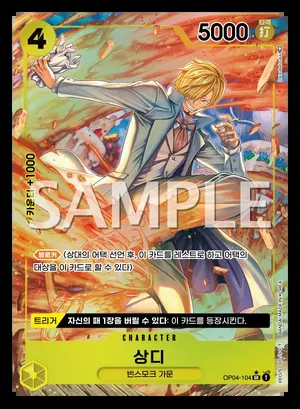 4
5000
타격
打
카운터 +1000
SAMPLE
블로커 (상대의 어택 선언 후, 이 카드를 레스트로 하고 어택의
대상을 이 카드로 할 수 있다)
트리거 자신의 패 1장을 버릴 수 있다: 이 카드를 등장시킨다.
CHARACTER
상디
빈스모크 가문
OP04-104 SR 1